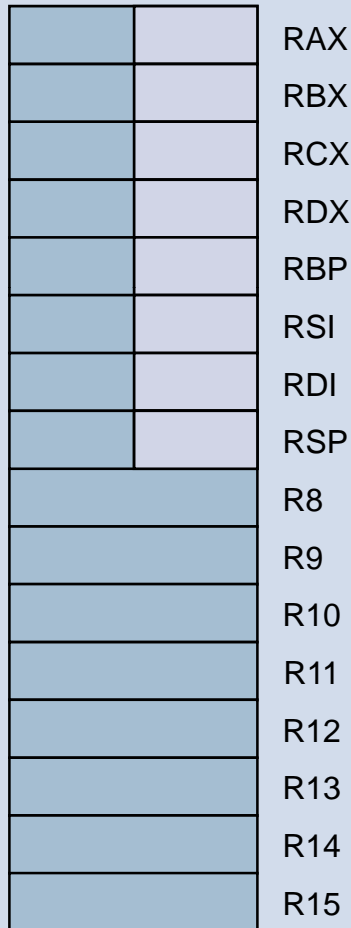 RAX
RBX
RCX
RDX
RBP
RSI
RDI
RSP
R8
R9
R10
R11
R12
R13
R14
R15